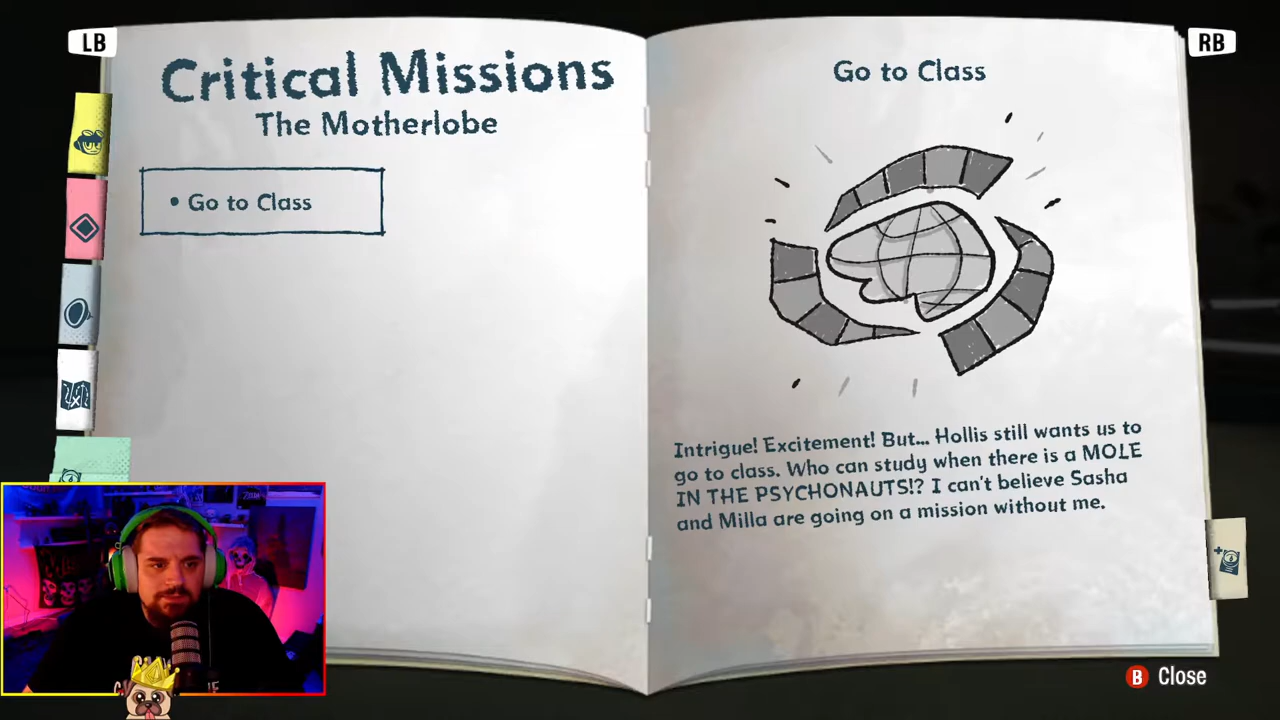 LB
RB
Critical Missions
The Motherlobe
• Go to Class
Go to Class
Intrigue! Excitement! But... Hollis still wants us to
go to class. Who can study when there is a MOLE
IN THE PSYCHONAUTS!? I can't believe Sasha
and Milla are going on a mission without me.
B Close